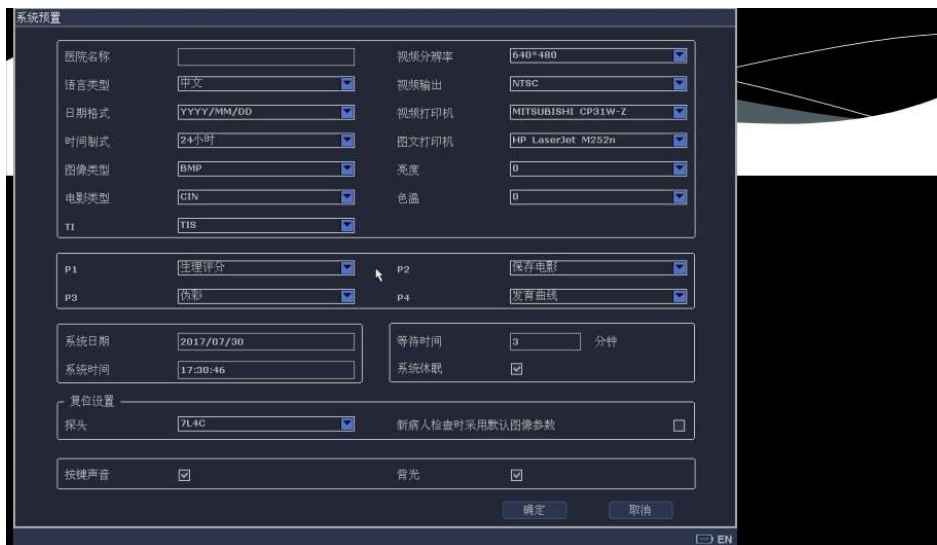 系统预置
医院名称 视频分辨率 640*480
语言类型 中文 视频输出 NTSC
日期格式 YYYY/MM/DD 视频打印机 MITSUBISHI CP31W-Z
时间制式 24小时 图文打印机 HP LaserJet M252n
图像类型 BMP 亮度 0
电影类型 CIN 色温 0
TI TIS
P1 生理评分 P2 保存电影
P3 伪彩 P4 发育曲线
系统日期 2017/07/30 等待时间 3 分钟
系统时间 17:30:46 系统休眠
复位设置
探头 7L4C 新病人检查时采用默认图像参数
按键声音 背光
确定 取消
EN